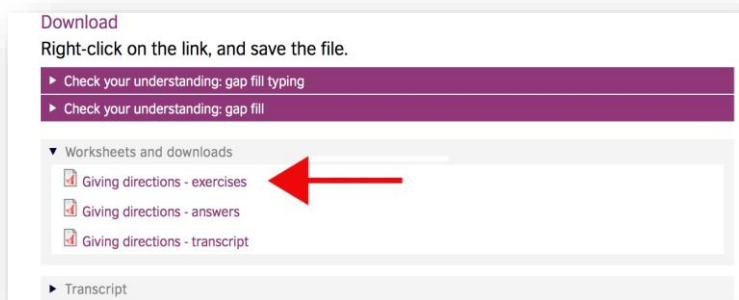 Download
Right-click on the link, and save the file.
Check your understanding: gap fill typing
Check your understanding: gap fill
Worksheets and downloads
Giving directions - exercises
Giving directions - answers
Giving directions - transcript
Transcript